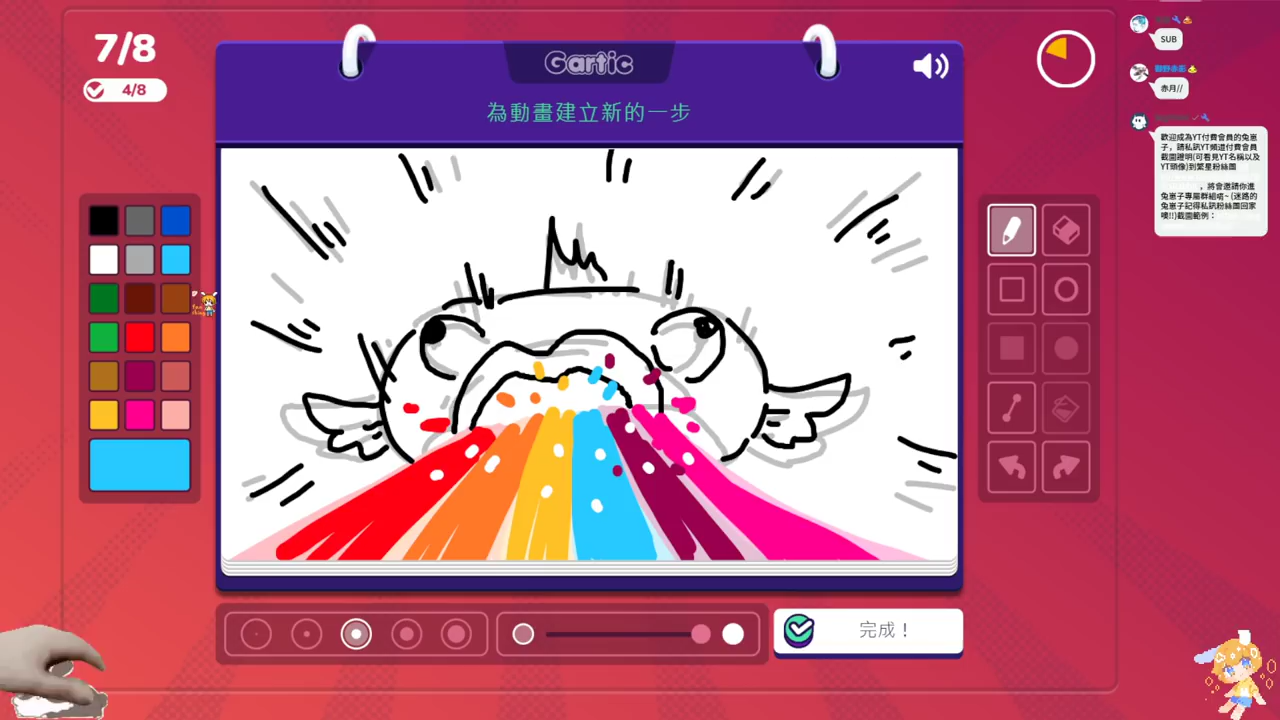 7/8
4/8
Gartic
為動畫建立新的一步
完成！
SUB
赤月//
歡迎成為YT付費會員的兔崽
子，請私訊YT頻道付費會員
截圖證明(可看見YT名稱以及
YT頭像)到繁星粉絲團
，將會邀請你進
兔崽子專屬群組唷~(迷路的
兔崽子記得私訊粉絲團回家
噢!!)截圖範例：